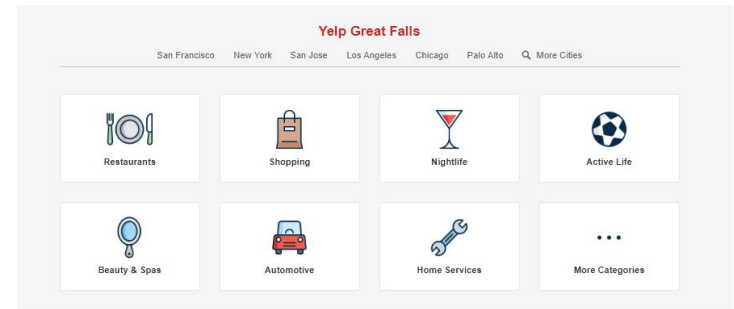 Yelp Great Falls
San Francisco New York San Jose Los Angeles Chicago Palo Alto More Cities
Restaurants Shopping Nightlife Active Life
Beauty & Spas Automotive Home Services More Categories